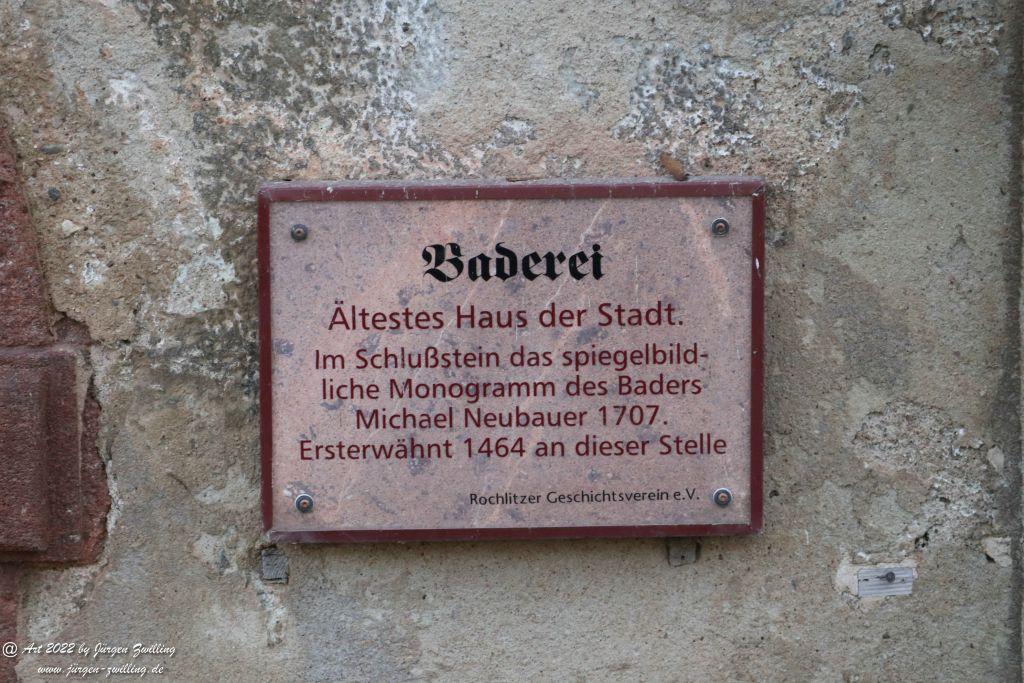 Baderei
Ältestes Haus der Stadt.
Im Schlußstein das spiegelbild-
liche Monogramm des Baders
Michael Neubauer 1707.
Ersterwähnt 1464 an dieser Stelle
Rochlitzer Geschichtsverein e.V.
@ Art 2022 by Jürgen Zwilling
www.jürgen-zwilling.de